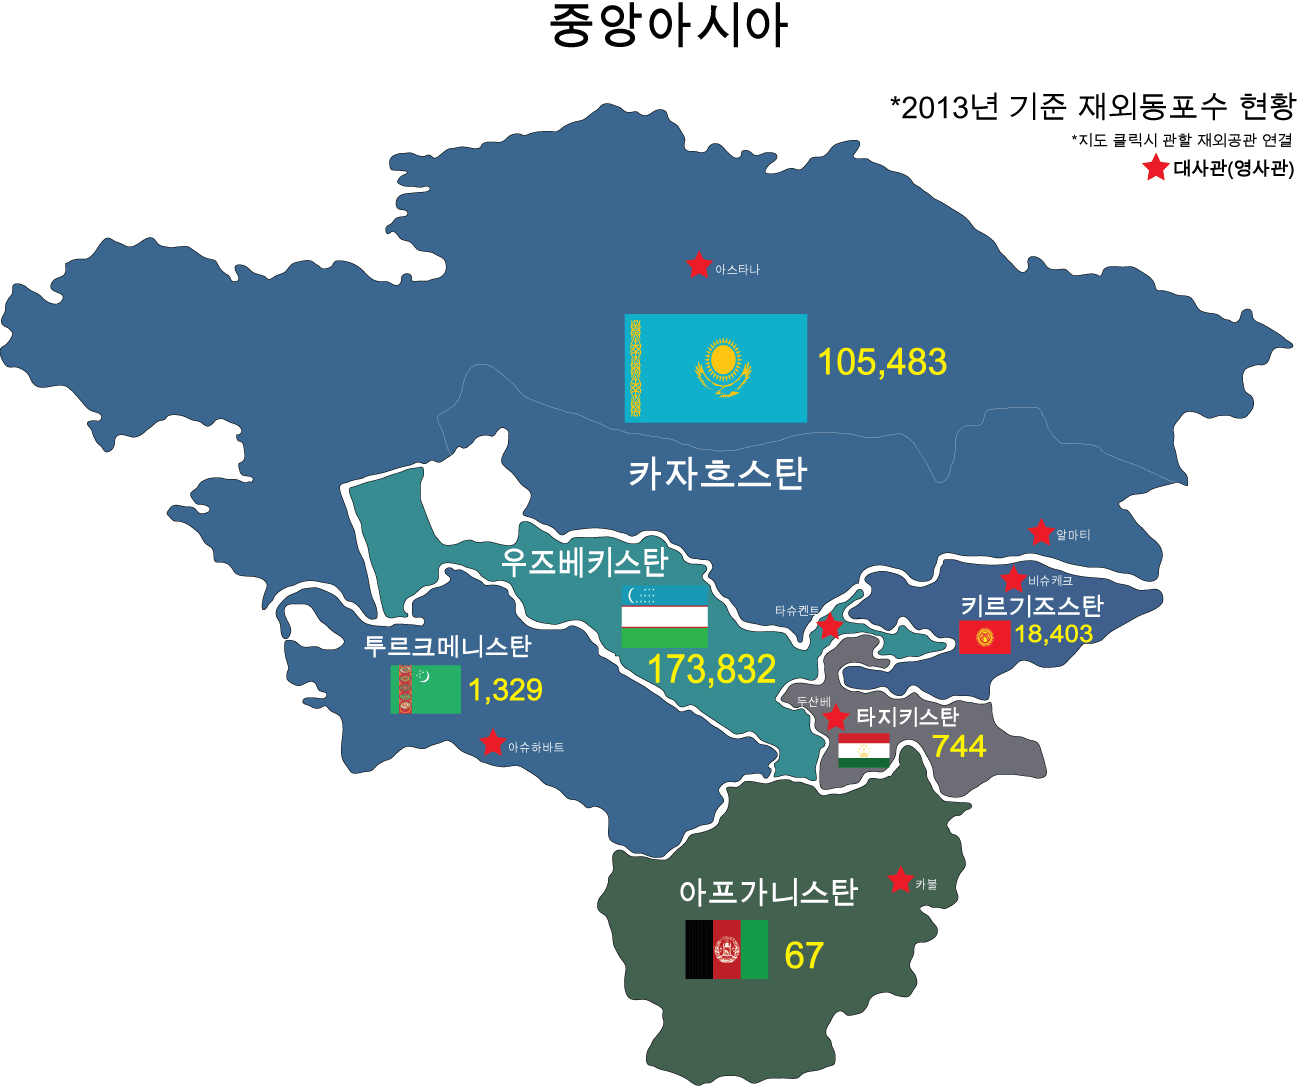 중앙아시아
*2013년 기준 재외동포수 현황
*지도 클릭시 관할 재외공관 연결
대사관(영사관)
아스타나
105,483
카자흐스탄
알마티
우즈베키스탄
비슈케크
키르기즈스탄
타슈켄트
18,403
투르크메니스탄
173,832
1,329
두산베
타지키스탄
744
아슈하바트
아프가니스탄
카불
67